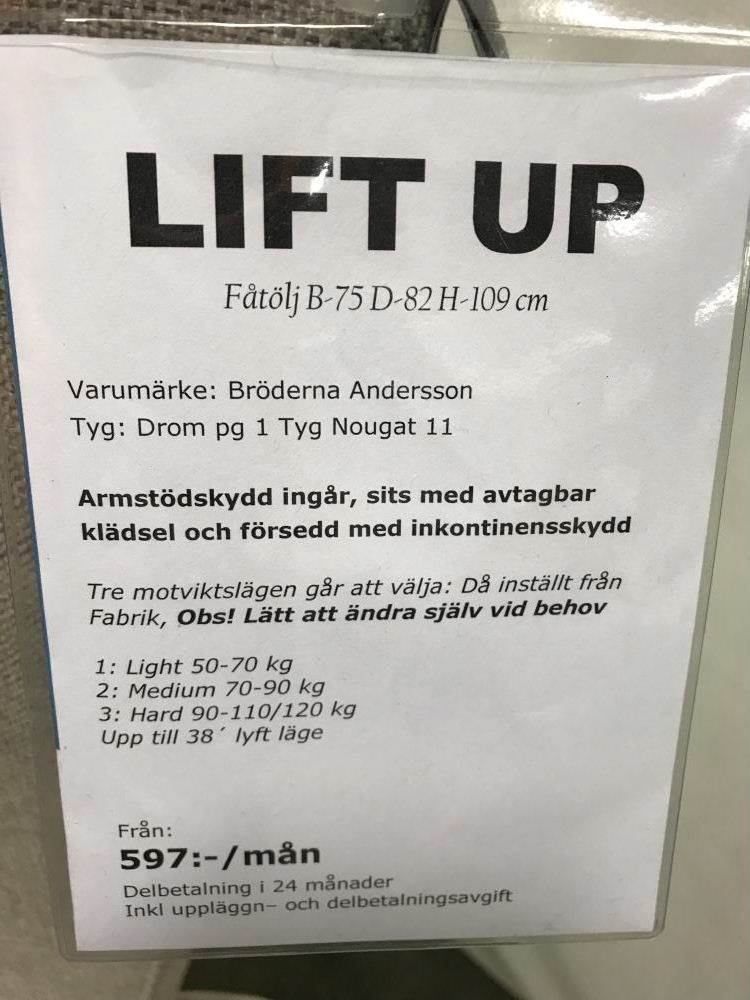 LIFT UP
Fåtölj B-75 D-82 H-109 cm
Varumärke: Bröderna Andersson
Tyg: Drom pg 1 Tyg Nougat 11
Armstödskydd ingår, sits med avtagbar
klädsel och försedd med inkontinensskydd
Tre motviktslägen går att välja: Då inställt från
Fabrik, Obs! Lätt att ändra själv vid behov
1: Light 50-70 kg
2: Medium 70-90 kg
3: Hard 90-110/120 kg
Upp till 38´ lyft läge
Från:
597:-/mån
Delbetalning i 24 månader
Inkl uppläggn– och delbetalningsavgift